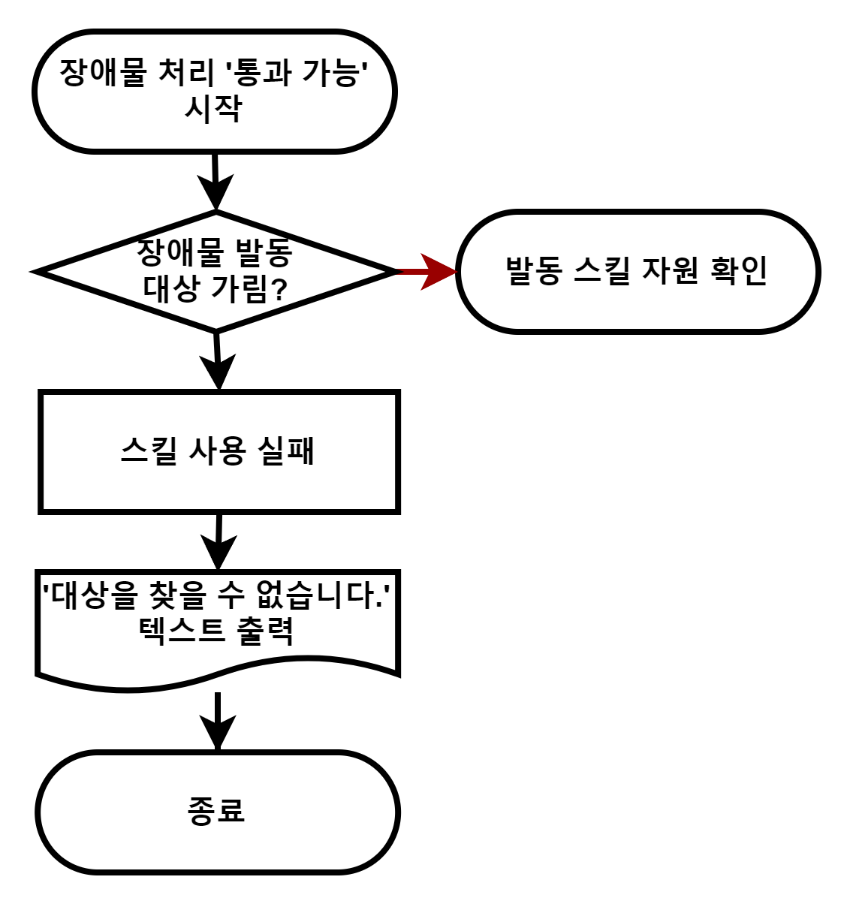 장애물 처리 '통과 가능'
시작
장애물 발동
대상 가림?
발동 스킬 자원 확인
스킬 사용 실패
'대상을 찾을 수 없습니다.'
텍스트 출력
종료